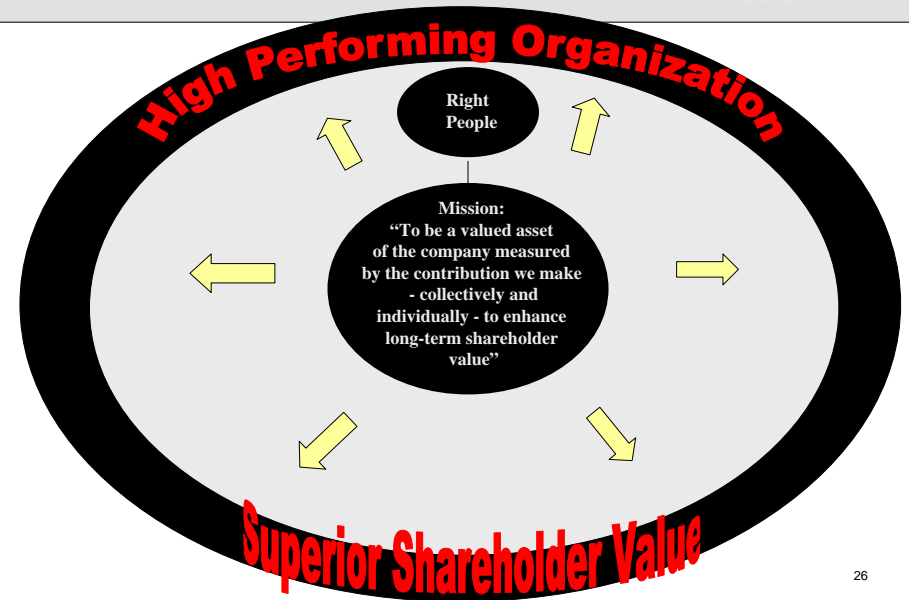 High Performing Organization
Right
People
Mission:
“To be a valued asset
of the company measured
by the contribution we make
- collectively and
individually - to enhance
long-term shareholder
value”
Superior Shareholder Value
26